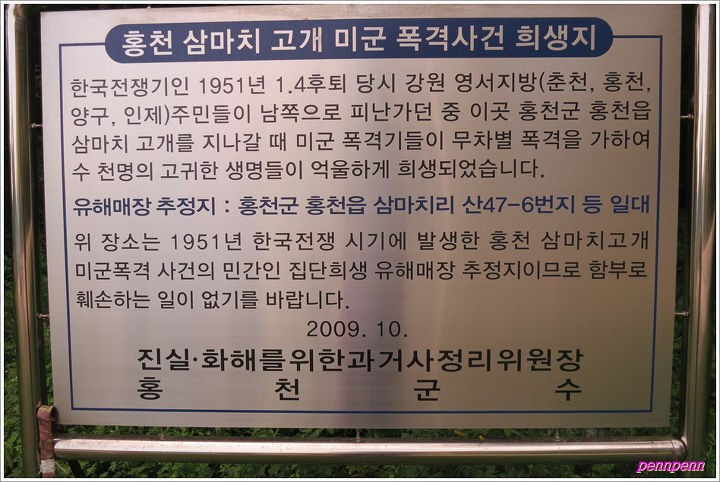 홍천 삼마치 고개 미군 폭격사건 희생지
한국전쟁기인 1951년 1.4후퇴 당시 강원 영서지방(춘천, 홍천,
양구, 인제)주민들이 남쪽으로 피난가던 중 이곳 홍천군 홍천읍
삼마치 고개를 지나갈 때 미군 폭격기들이 무차별 폭격을 가하여
수 천명의 고귀한 생명들이 억울하게 희생되었습니다.
유해매장 추정지 : 홍천군 홍천읍 삼마치리 산47-6번지 등 일대
위 장소는 1951년 한국전쟁 시기에 발생한 홍천 삼마치고개
미군폭격 사건의 민간인 집단희생 유해매장 추정지이므로 함부로
훼손하는 일이 없기를 바랍니다.
2009. 10.
진실·화해를위한과거사정리위원장
홍 천 군 수
pennpenn